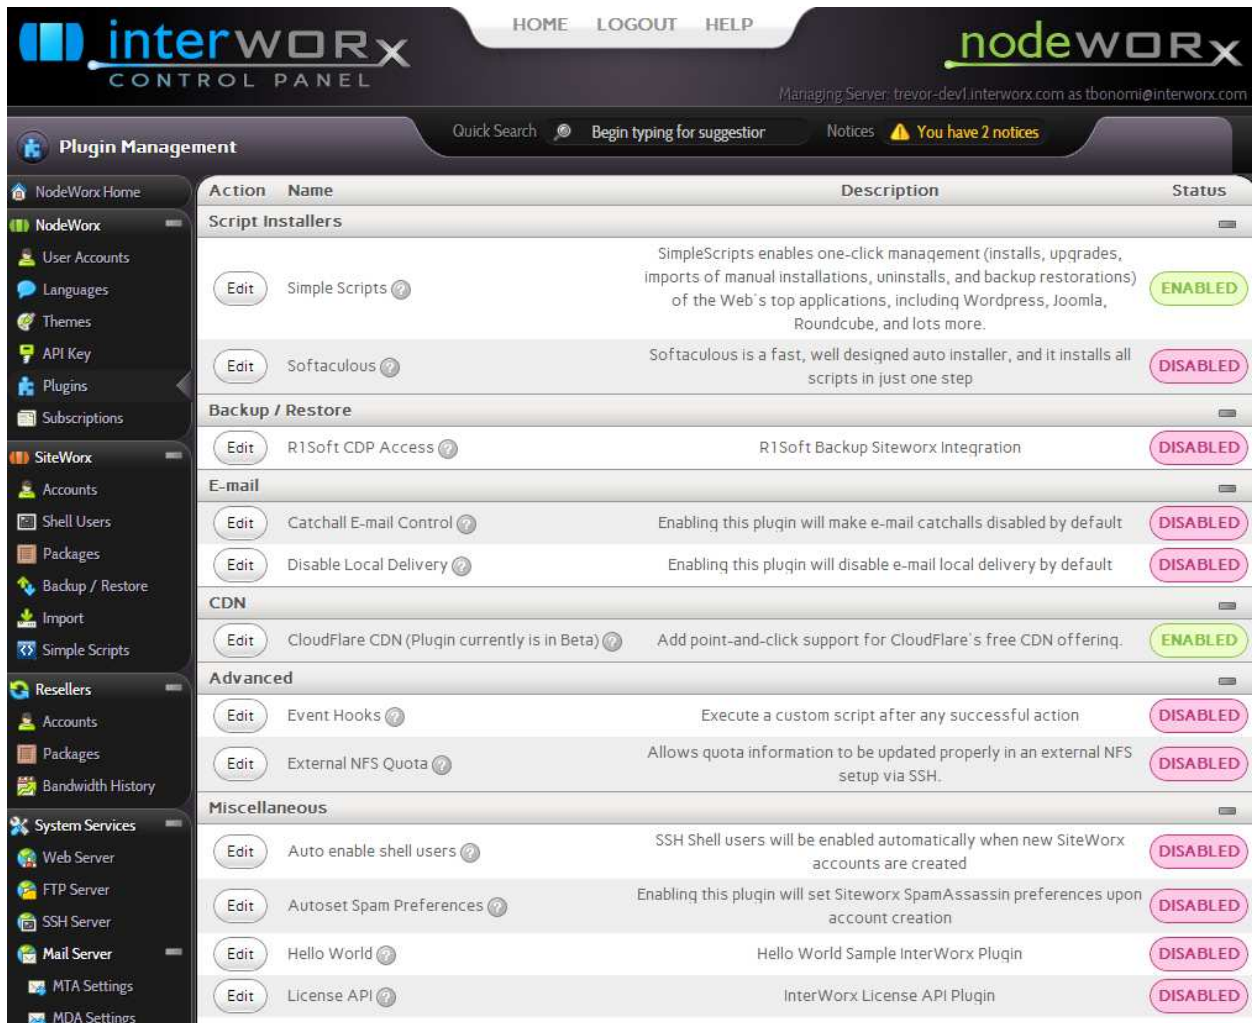 HOME LOGOUT HELP
interworx
CONTROL PANEL
nodeworx
Managing Server: trevor-dev1.interworx.com as tbonomi@interworx.com
Plugin Management
Quick Search Begin typing for suggestior Notices You have 2 notices
NodeWorx Home
NodeWorx
User Accounts
Languages
Themes
API Key
Plugins
Subscriptions
SiteWorx
Accounts
Shell Users
Packages
Backup / Restore
Import
Simple Scripts
Resellers
Accounts
Packages
Bandwidth History
System Services
Web Server
FTP Server
SSH Server
Mail Server
MTA Settings
MDA Settings
Action Name Description Status
Script Installers
Edit Simple Scripts ? SimpleScripts enables one-click management (installs, upgrades,
imports of manual installations, uninstalls, and backup restorations)
of the Web`s top applications, including Wordpress, Joomla,
Roundcube, and lots more.
ENABLED
Edit Softaculous ? Softaculous is a fast, well designed auto installer, and it installs all
scripts in just one step
DISABLED
Backup / Restore
Edit R1Soft CDP Access ? R1Soft Backup Siteworx Integration DISABLED
E-mail
Edit Catchall E-mail Control ? Enabling this plugin will make e-mail catchalls disabled by default DISABLED
Edit Disable Local Delivery ? Enabling this plugin will disable e-mail local delivery by default DISABLED
CDN
Edit CloudFlare CDN (Plugin currently is in Beta) ? Add point-and-click support for CloudFlare`s free CDN offering. ENABLED
Advanced
Edit Event Hooks ? Execute a custom script after any successful action DISABLED
Edit External NFS Quota ? Allows quota information to be updated properly in an external NFS
setup via SSH.
DISABLED
Miscellaneous
Edit Auto enable shell users ? SSH Shell users will be enabled automatically when new SiteWorx
accounts are created
DISABLED
Edit Autoset Spam Preferences ? Enabling this plugin will set Siteworx SpamAssassin preferences upon
account creation
DISABLED
Edit Hello World ? Hello World Sample InterWorx Plugin DISABLED
Edit License API ? InterWorx License API Plugin DISABLED